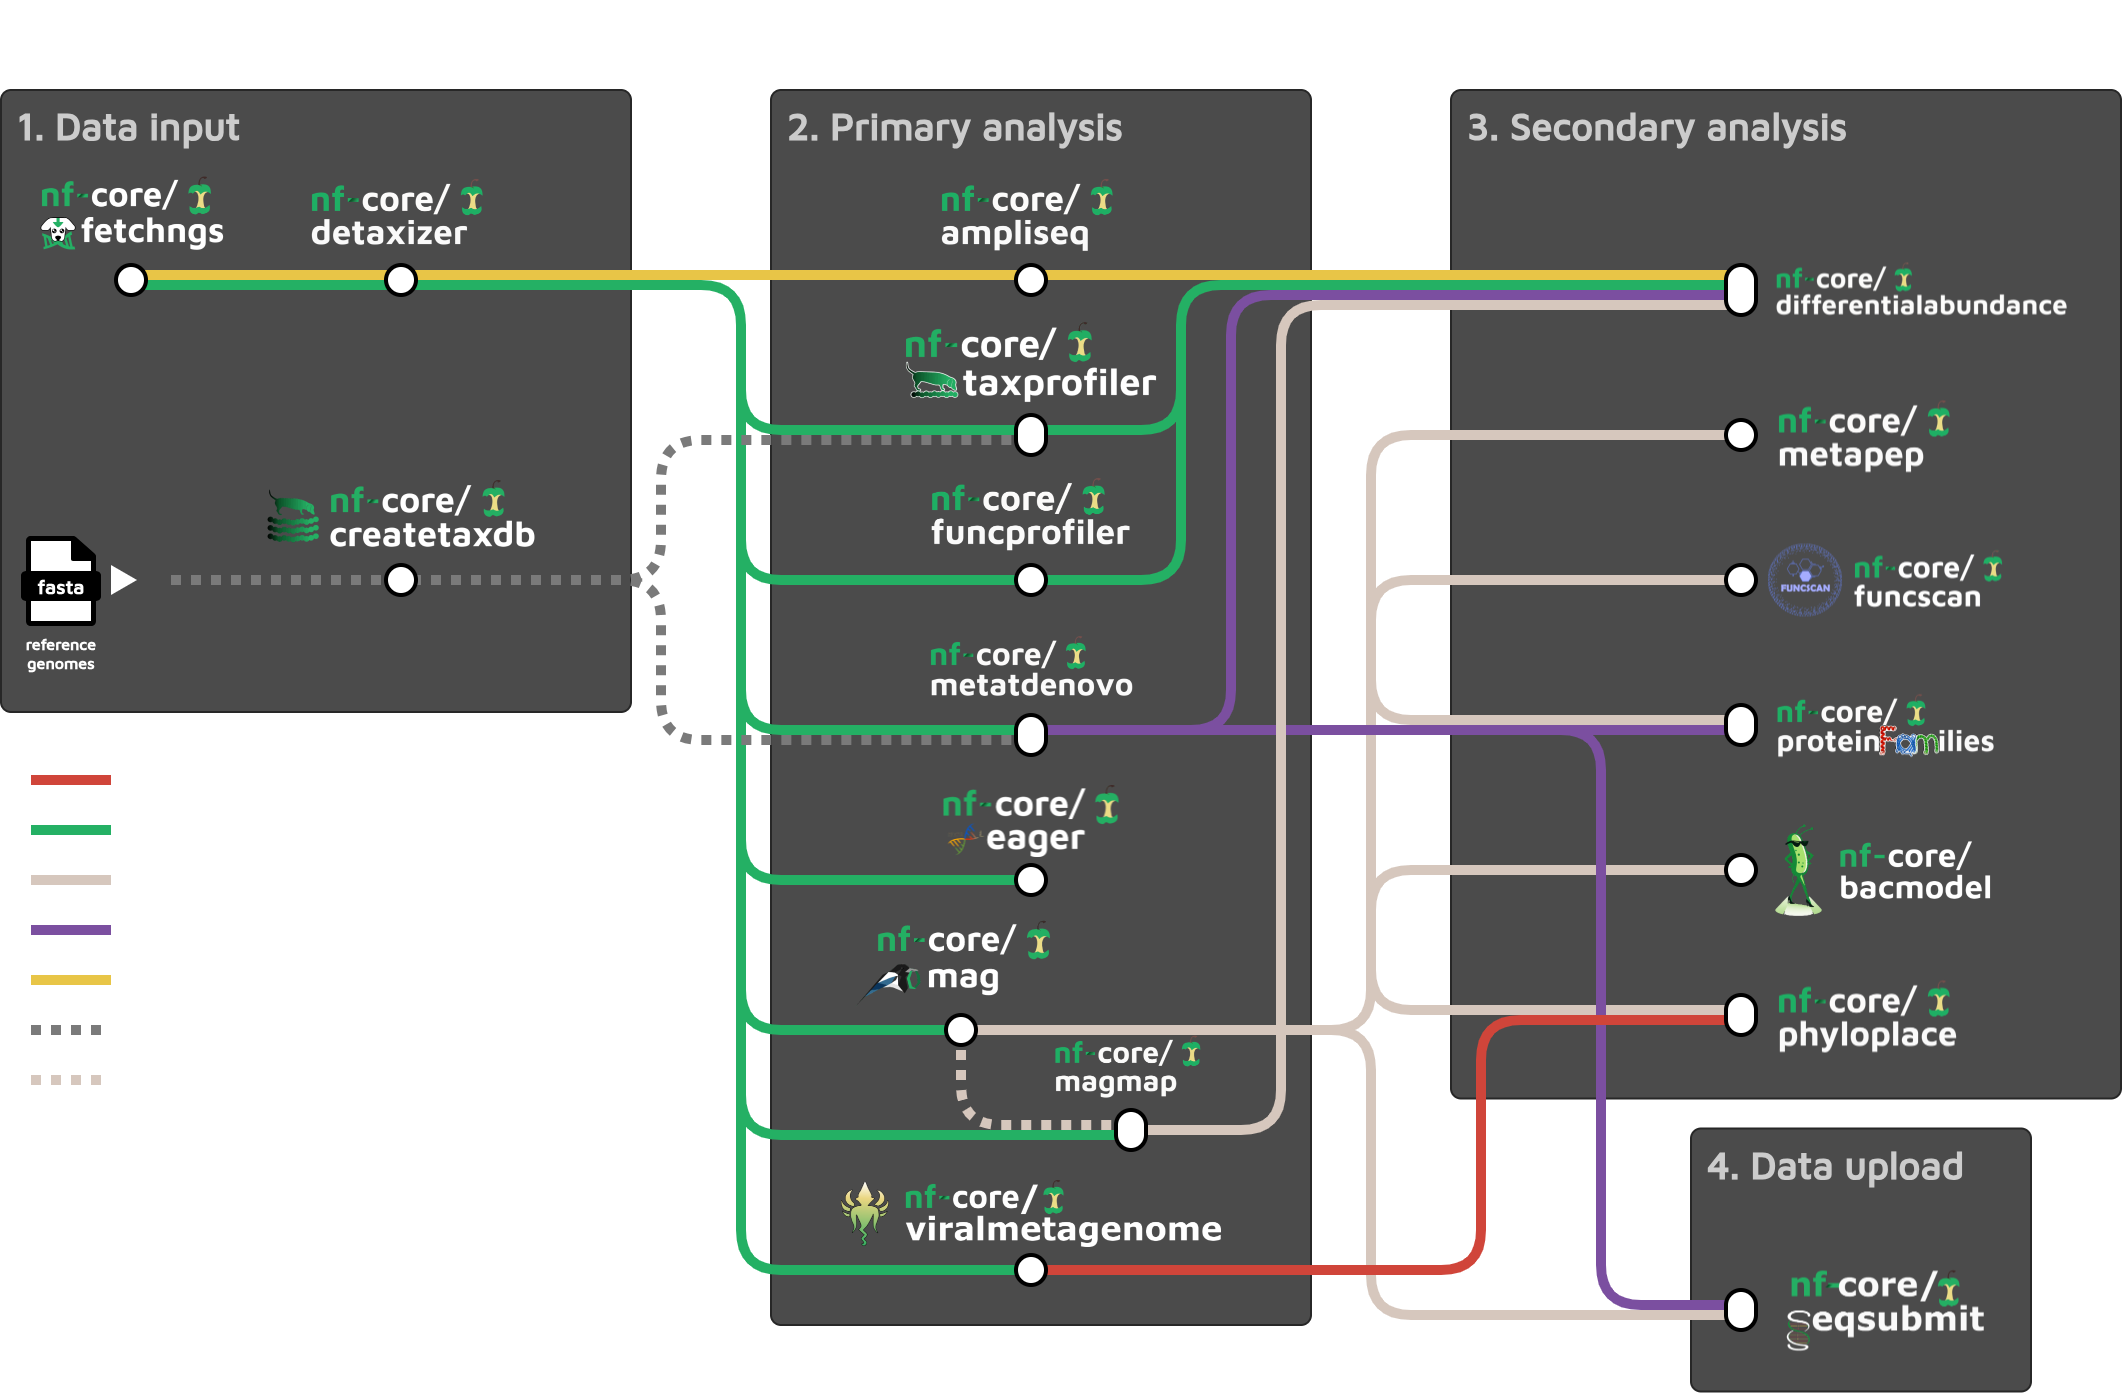 1. Data input
nf-core/
fetchngs
nf-core/
detaxizer
nf-core/
createtaxdb
fasta
reference
genomes
2. Primary analysis
nf-core/
ampliseq
nf-core/
taxprofiler
nf-core/
funcprofiler
nf-core/
metatdenovo
nf-core/
eager
nf-core/
mag
nf-core/
magmap
nf-core/
viralmetagenome
3. Secondary analysis
nf-core/
differentialabundance
nf-core/
metapep
FUNCSCAN
nf-core/
funcscan
nf-core/
proteinFamilies
nf-core/
bacmodel
nf-core/
phyloplace
4. Data upload
nf-core/
seqsubmit